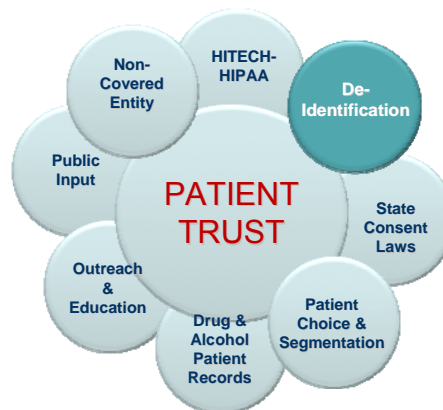 HITECH-
HIPAA
De-
Identification
State
Consent
Laws
Patient
Choice &
Segmentation
Drug &
Alcohol
Patient
Records
Outreach
&
Education
Public
Input
Non-
Covered
Entity
PATIENT
TRUST